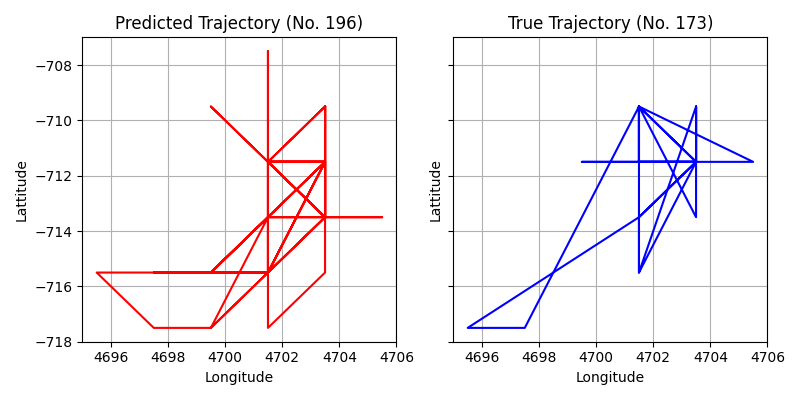 Predicted Trajectory (No. 196)
True Trajectory (No. 173)
−708
−710
−712
−714
−716
−718
Lattitude
Lattitude
4696 4698 4700 4702 4704 4706
4696 4698 4700 4702 4704 4706
Longitude
Longitude